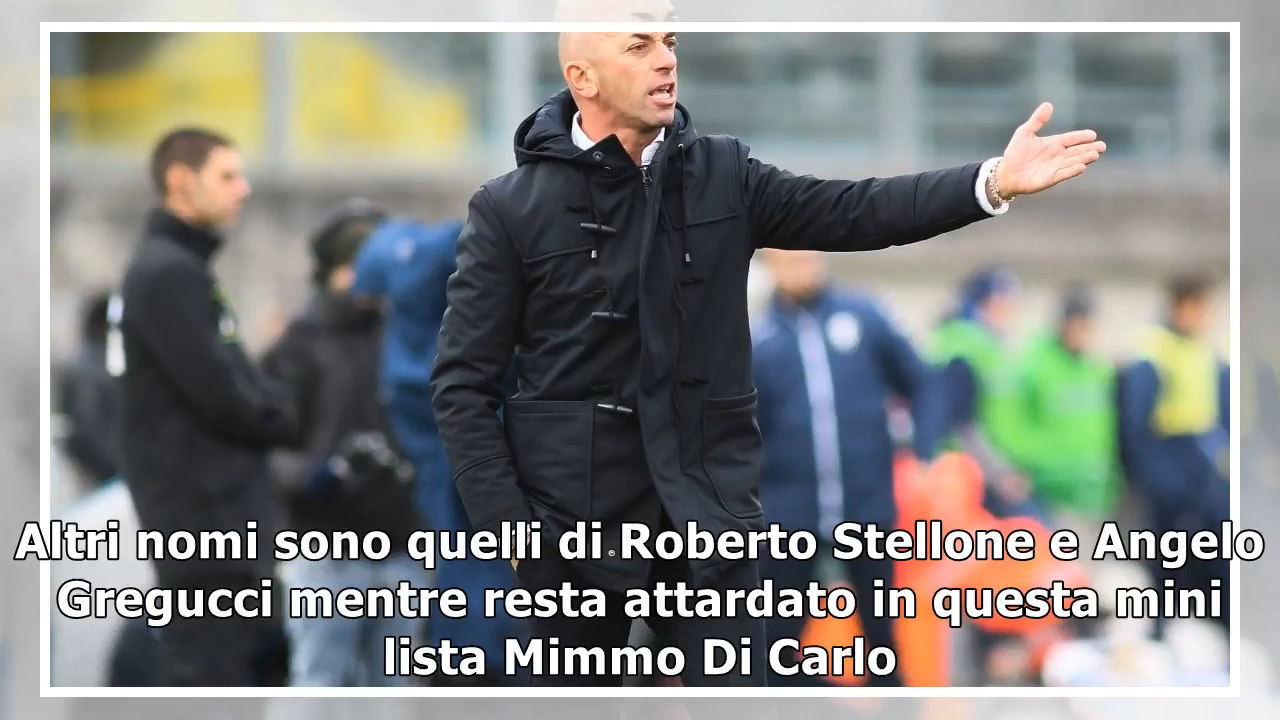 Altri nomi sono quelli di Roberto Stellone e Angelo
Gregucci mentre resta attardato in questa mini
lista Mimmo Di Carlo